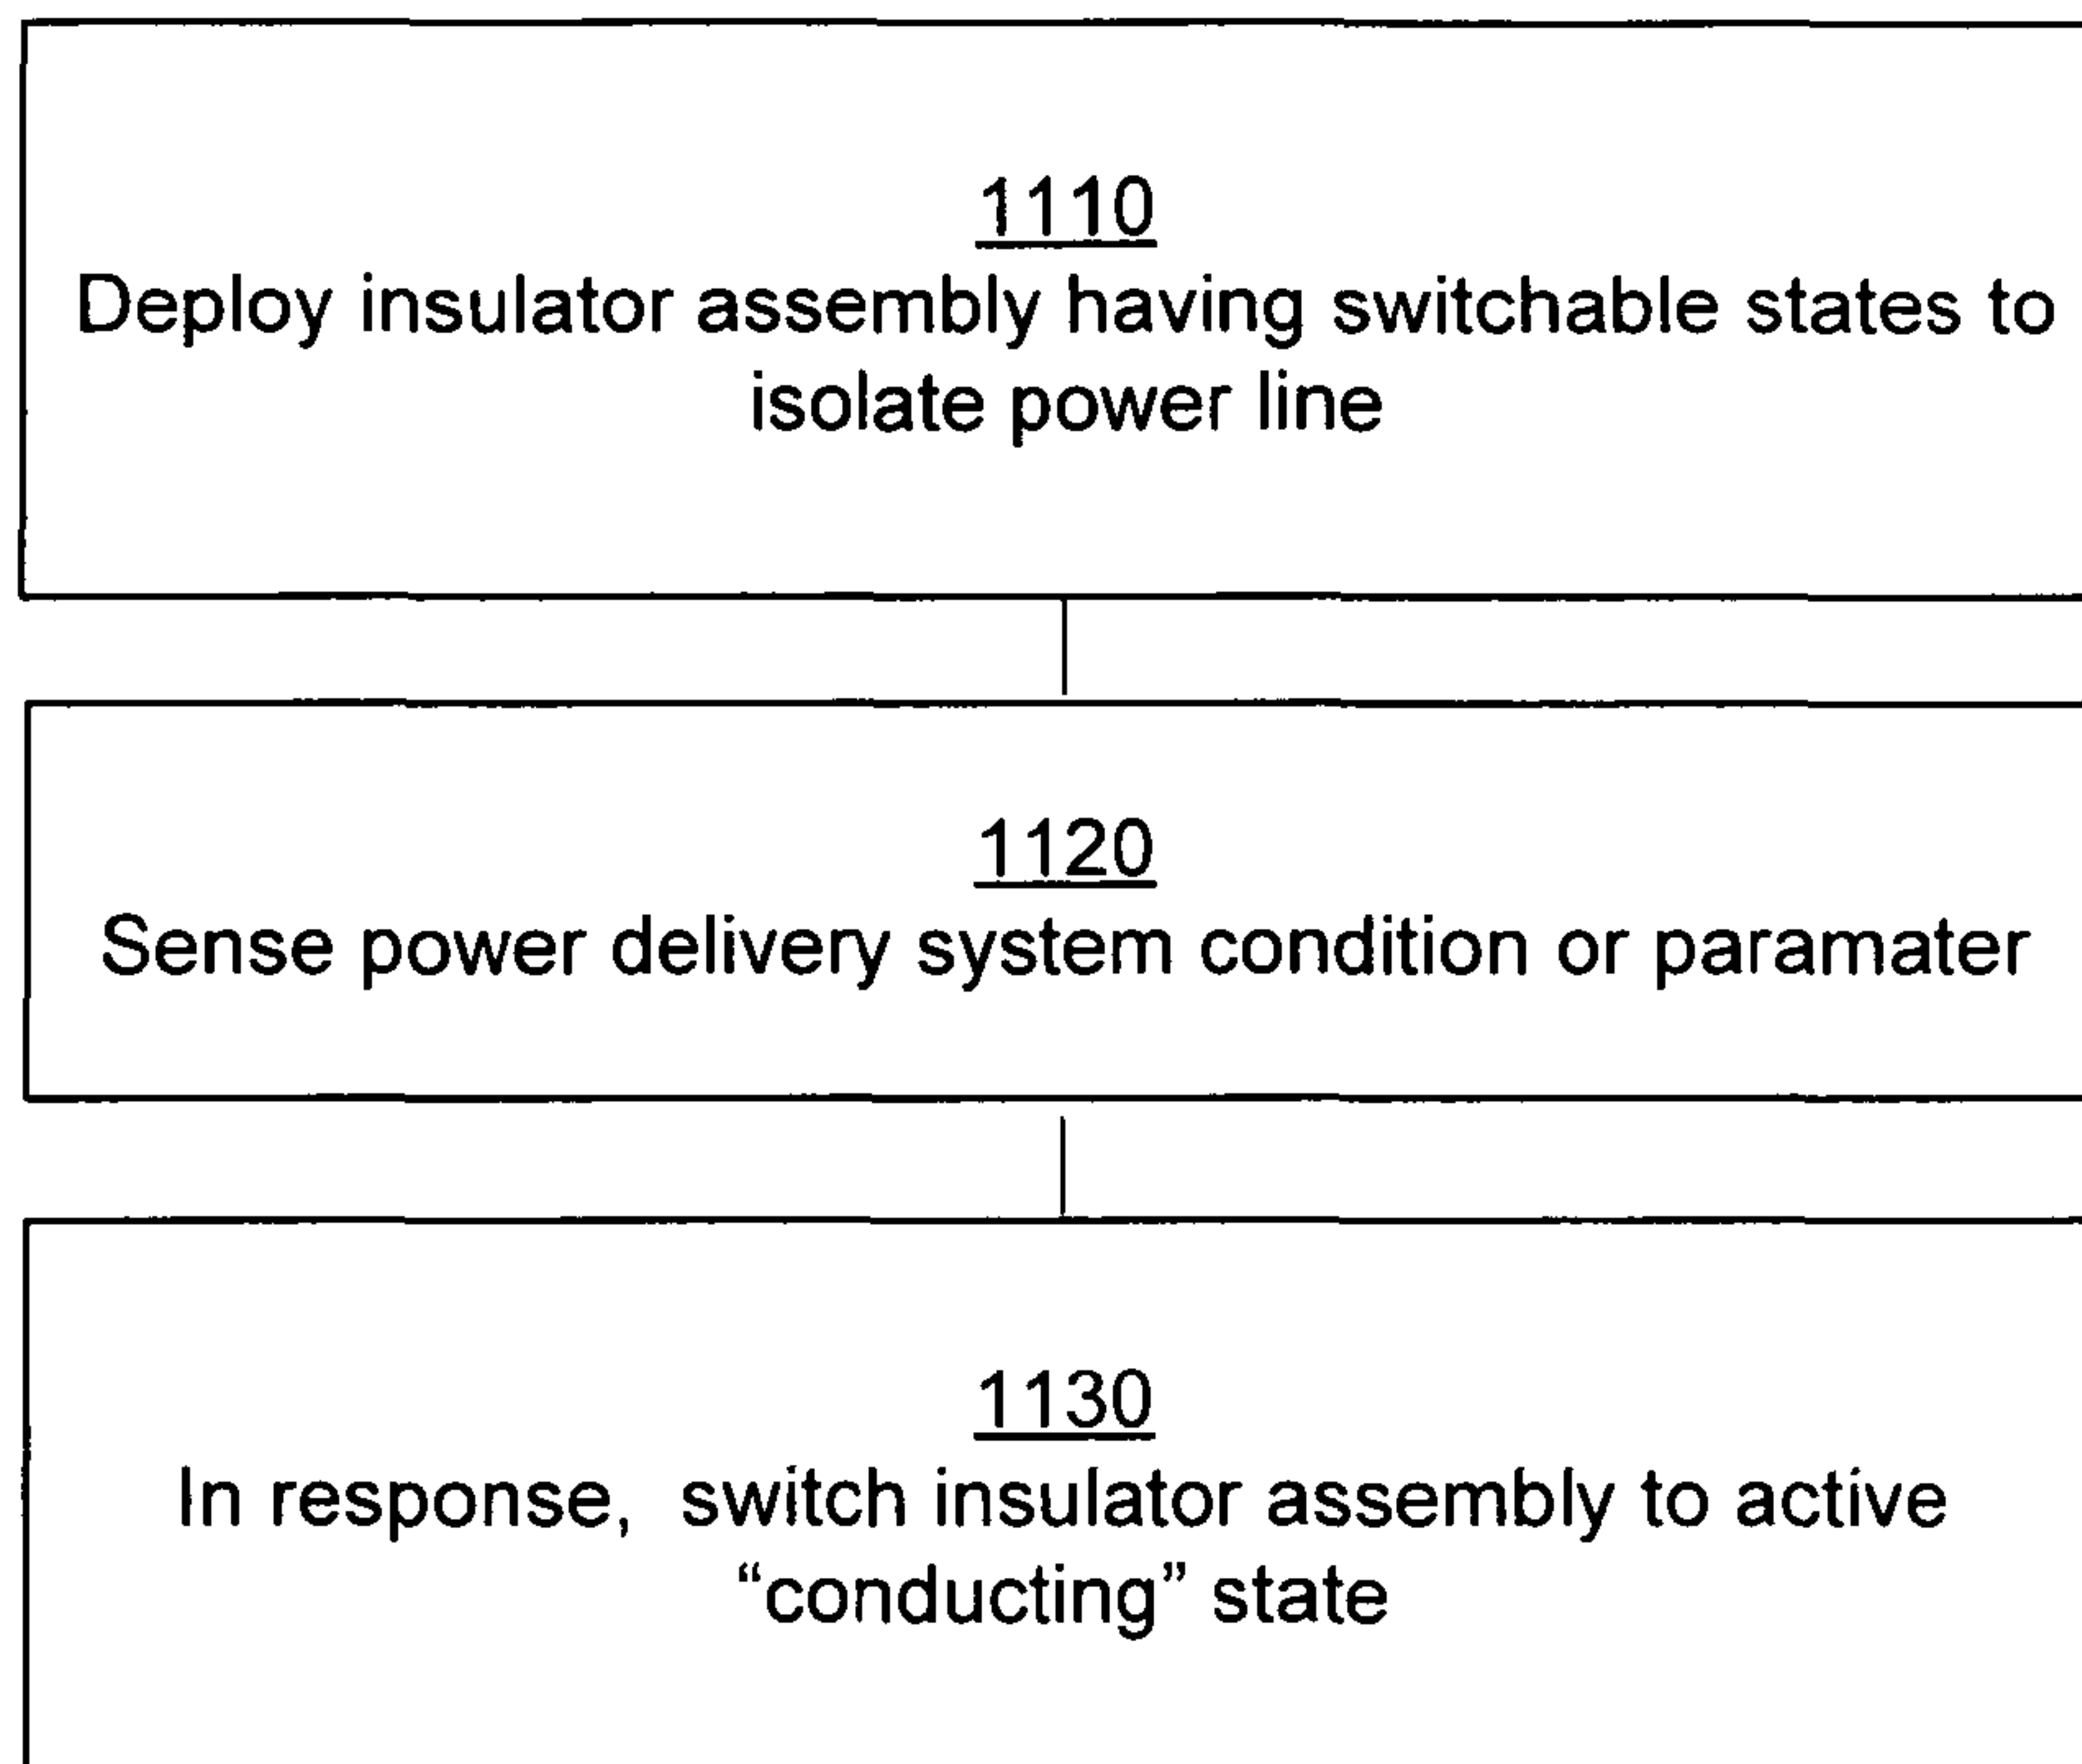 1110
Deploy insulator assembly having switchable states to
isolate power line
1120
Sense power delivery system condition or paramater
1130
In response, switch insulator assembly to active
“conducting” state